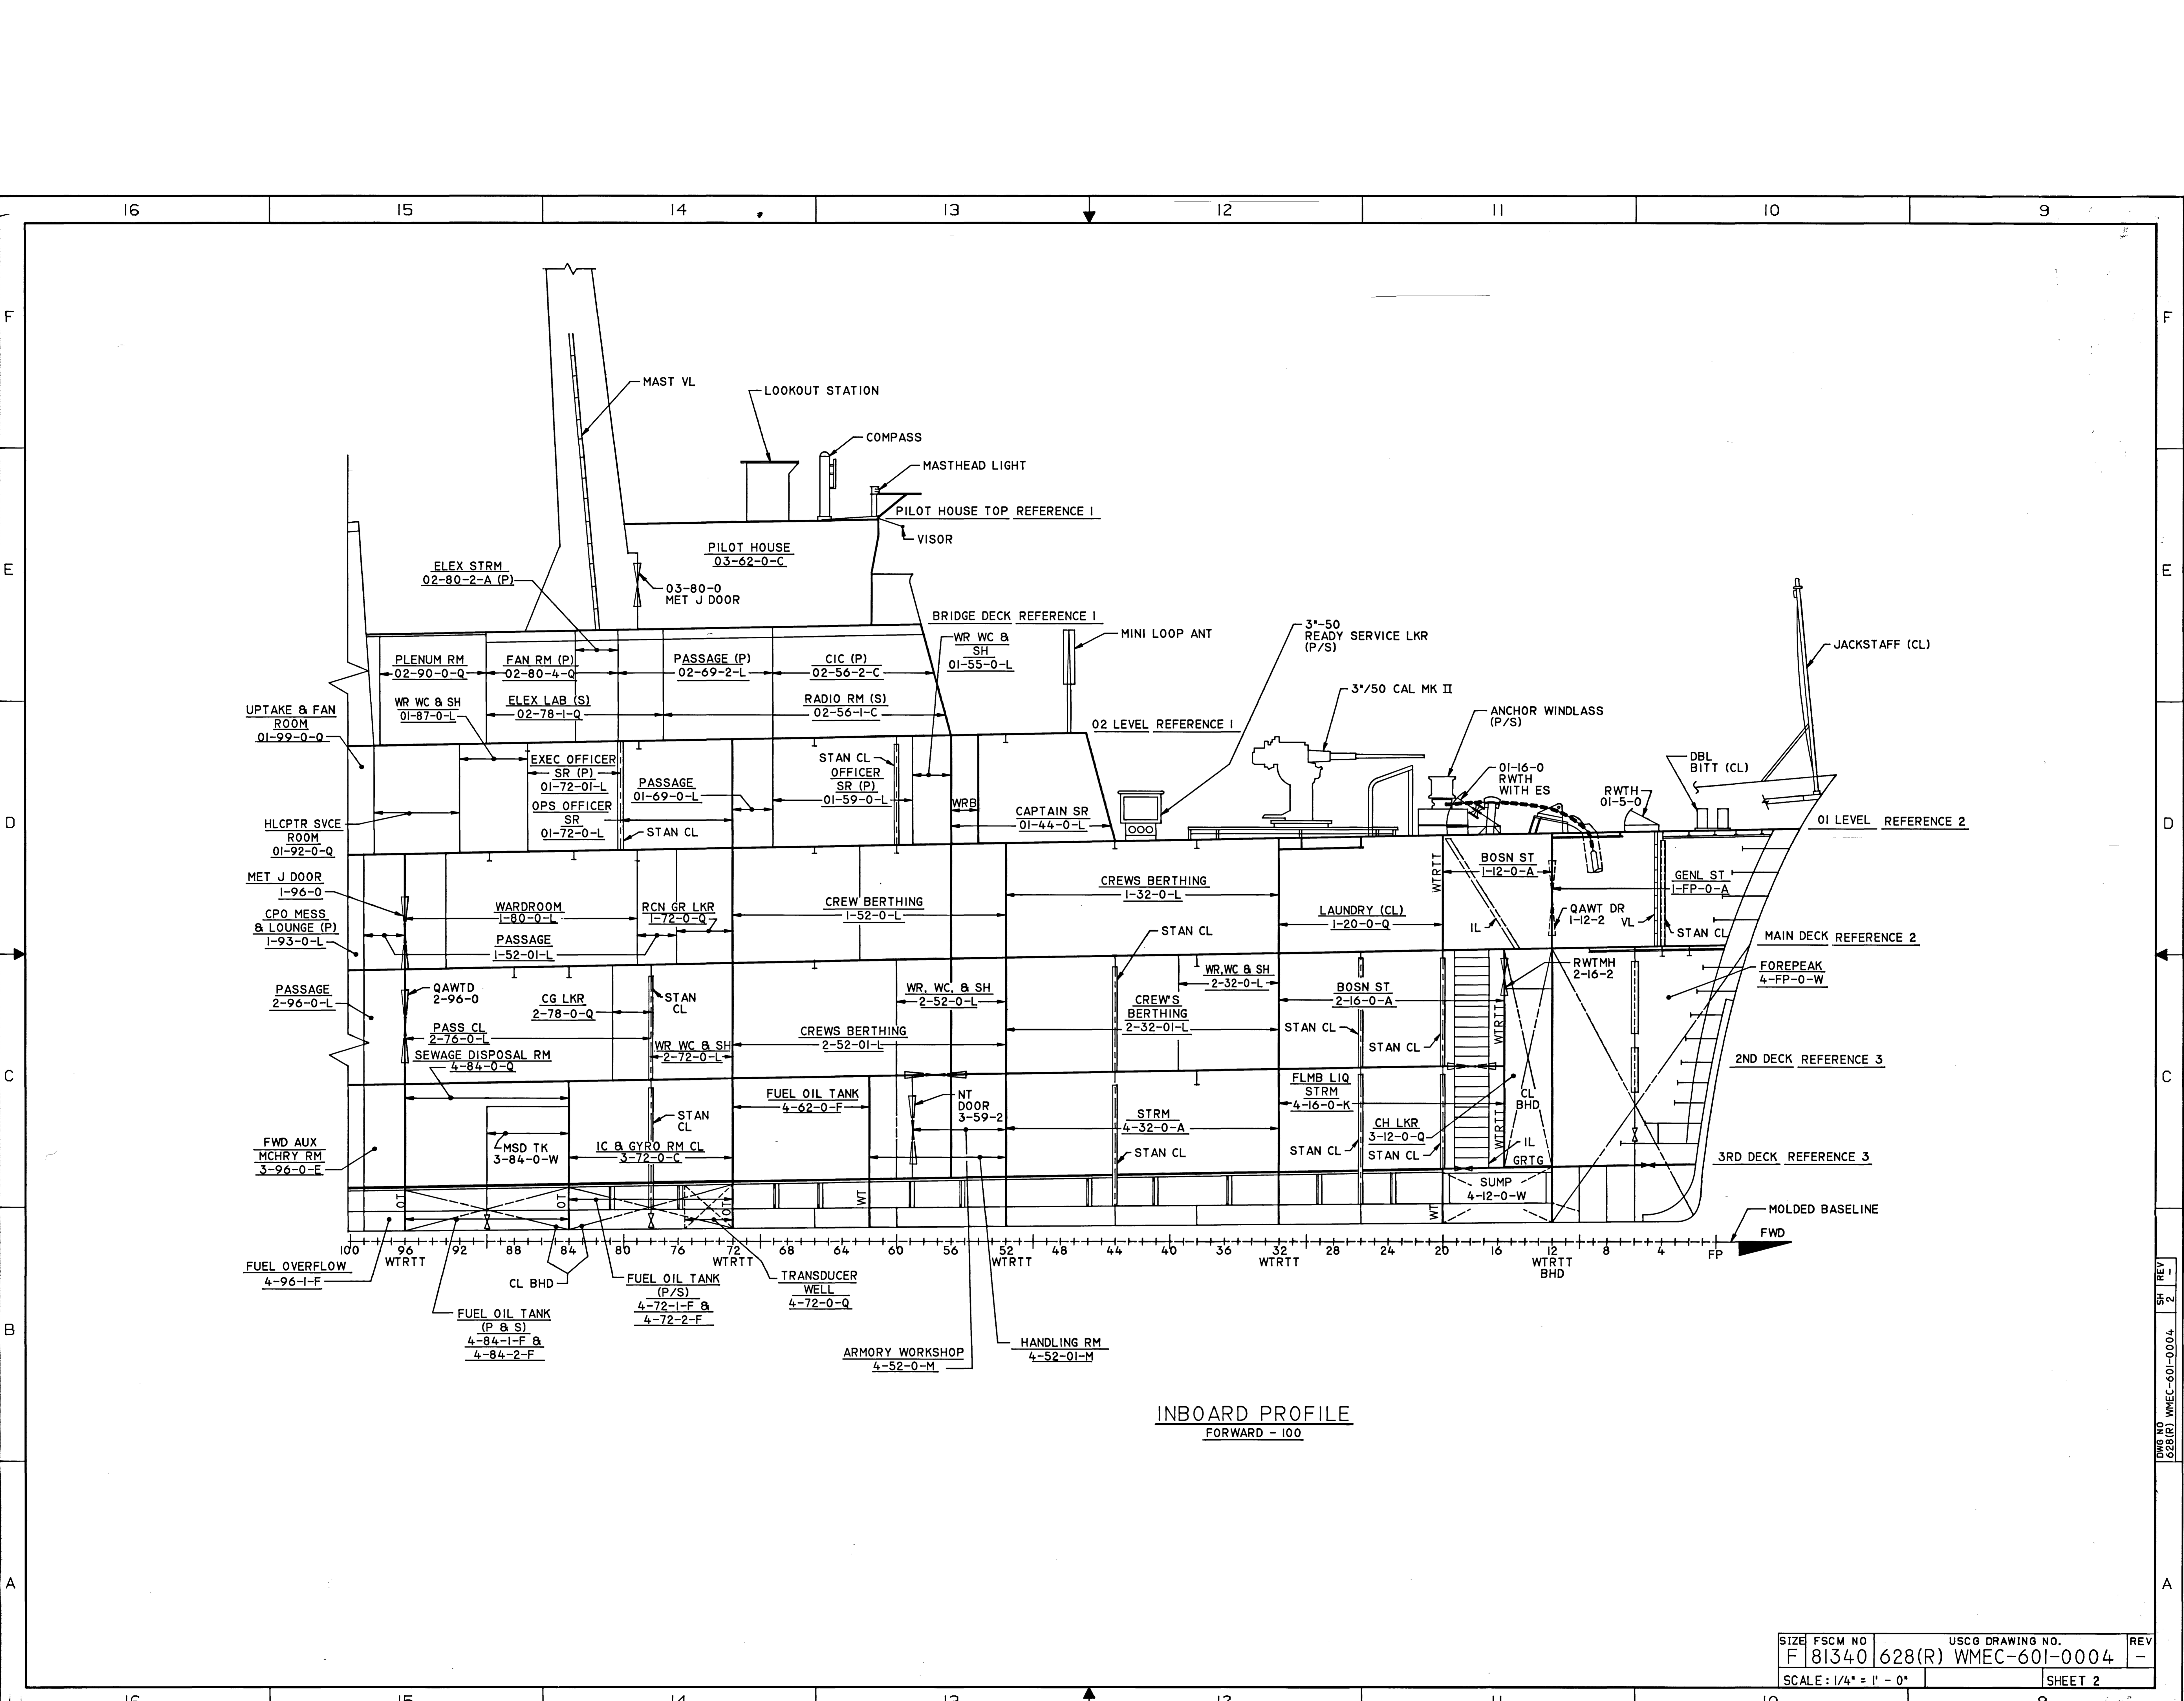 16 15 14 13 12 11 10 9
F
F
E
E
D
D
C
C
B
B
A
A
MAST VL
LOOKOUT STATION
COMPASS
MASTHEAD LIGHT
PILOT HOUSE TOP REFERENCE 1
VISOR
PILOT HOUSE
03-62-0-C
ELEX STRM
02-80-2-A (P)
03-80-0
MET J DOOR
BRIDGE DECK REFERENCE 1
WR WC &
SH
01-55-0-L
MINI LOOP ANT
3"-50
READY SERVICE LKR
(P/S)
JACKSTAFF (CL)
PLENUM RM
02-90-0-Q
FAN RM (P)
02-80-4-Q
PASSAGE (P)
02-69-2-L
CIC (P)
02-56-2-C
3"/50 CAL MK II
WR WC & SH
01-87-0-L
ELEX LAB (S)
02-78-1-Q
RADIO RM (S)
02-56-1-C
UPTAKE & FAN
ROOM
01-99-0-Q
02 LEVEL REFERENCE 1
ANCHOR WINDLASS
(P/S)
EXEC OFFICER
SR (P)
01-72-01-L
OPS OFFICER
SR
01-72-0-L
STAN CL
PASSAGE
01-69-0-L
STAN CL
OFFICER
SR (P)
01-59-0-L
WRB
CAPTAIN SR
01-44-0-L
01-16-0
RWTH
WITH ES
DBL
BITT (CL)
RWTH
01-5-0
01 LEVEL REFERENCE 2
HLCPTR SVCE
ROOM
01-92-0-Q
MET J DOOR
1-96-0
CPO MESS
& LOUNGE (P)
1-93-0-L
WARDROOM
1-80-0-L
PASSAGE
1-52-01-L
RCN GR LKR
1-72-0-Q
CREW BERTHING
1-52-0-L
CREWS BERTHING
1-32-0-L
LAUNDRY (CL)
1-20-0-Q
WTRTT
BOSN ST
1-12-0-A
IL
QAWT DR
1-12-2
VL
GENL ST
1-FP-0-A
STAN CL
MAIN DECK REFERENCE 2
STAN CL
FOREPEAK
4-FP-0-W
PASSAGE
2-96-0-L
QAWTD
2-96-0
CG LKR
2-78-0-Q
STAN
CL
PASS CL
2-76-0-L
WR WC & SH
2-72-0-L
WR, WC, & SH
2-52-0-L
CREWS BERTHING
2-52-01-L
CREW'S
BERTHING
2-32-01-L
WR,WC & SH
2-32-0-L
BOSN ST
2-16-0-A
STAN CL
STAN CL
RWTMH
2-16-2
WTRTT
2ND DECK REFERENCE 3
SEWAGE DISPOSAL RM
4-84-0-Q
FUEL OIL TANK
4-62-0-F
NT
DOOR
3-59-2
STRM
4-32-0-A
STAN CL
FLMB LIQ
STRM
4-16-0-K
CH LKR
3-12-0-Q
STAN CL
STAN CL
WTRTT
CL
BHD
IL
GRTG
FWD AUX
MCHRY RM
3-96-0-E
MSD TK
3-84-0-W
STAN
CL
IC & GYRO RM CL
3-72-0-C
3RD DECK REFERENCE 3
SUMP
4-12-0-W
OT OT OT WT WT
MOLDED BASELINE
FWD
100 96 92 88 84 80 76 72 68 64 60 56 52 48 44 40 36 32 28 24 20 16 12 8 4 FP
WTRTT WTRTT WTRTT WTRTT WTRTT
BHD
FUEL OVERFLOW
4-96-1-F
CL BHD
FUEL OIL TANK
(P & S)
4-84-1-F &
4-84-2-F
FUEL OIL TANK
(P/S)
4-72-1-F &
4-72-2-F
TRANSDUCER
WELL
4-72-0-Q
ARMORY WORKSHOP
4-52-0-M
HANDLING RM
4-52-01-M
INBOARD PROFILE
FORWARD - 100
DWG NO
628(R) WMEC-601-0004
SH
2
REV
-
SIZE FSCM NO USCG DRAWING NO. REV
F 81340 628(R) WMEC-601-0004 -
SCALE: 1/4" = 1' - 0" SHEET 2